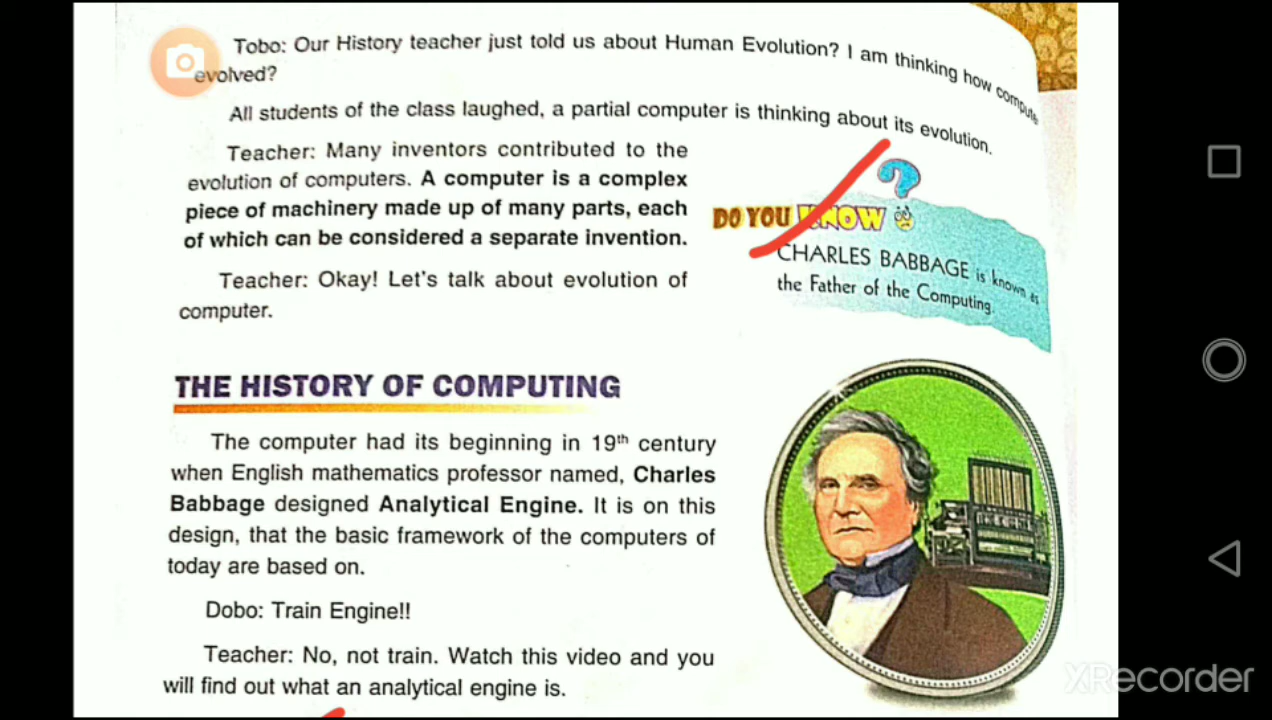 Tobo: Our History teacher just told us about Human Evolution? I am thinking how compute
evolved?
All students of the class laughed, a partial computer is thinking about its evolution.
Teacher: Many inventors contributed to the
evolution of computers. A computer is a complex
piece of machinery made up of many parts, each
of which can be considered a separate invention.
Teacher: Okay! Let's talk about evolution of
computer.
DO YOU KNOW ?
CHARLES BABBAGE is known as
the Father of the Computing.
THE HISTORY OF COMPUTING
The computer had its beginning in 19th century
when English mathematics professor named, Charles
Babbage designed Analytical Engine. It is on this
design, that the basic framework of the computers of
today are based on.
Dobo: Train Engine!!
Teacher: No, not train. Watch this video and you
will find out what an analytical engine is.
XRecorder